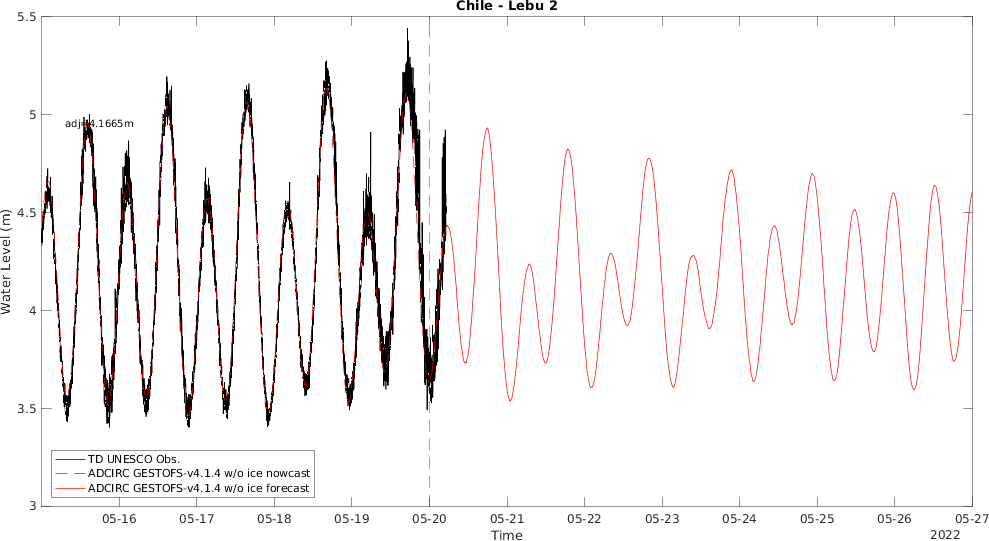 Chile - Lebu 2
5.5
5
4.5
4
3.5
3
Water Level (m)
adj=4.1665m
TD UNESCO Obs.
ADCIRC GESTOFS-v4.1.4 w/o ice nowcast
ADCIRC GESTOFS-v4.1.4 w/o ice forecast
05-16 05-17 05-18 05-19 05-20 05-21 05-22 05-23 05-24 05-25 05-26 05-27
Time
2022